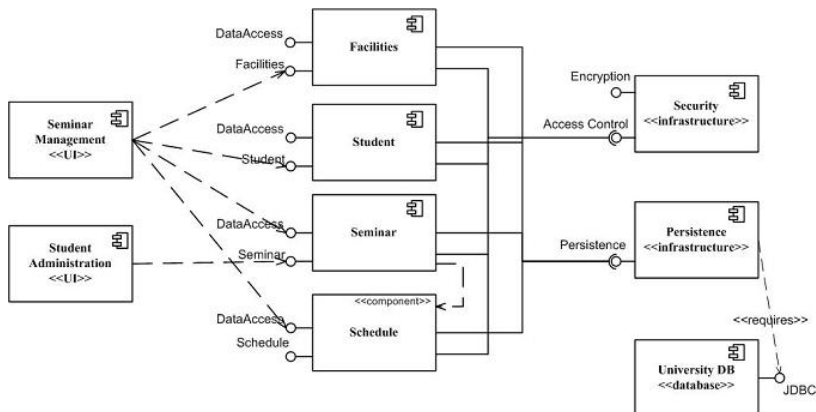 DataAccess
Facilities
Facilities
Seminar
Management
<<UI>>
DataAccess
Student
Student
DataAccess
Seminar
Seminar
Student
Administration
<<UI>>
<<component>>
DataAccess
Schedule
Schedule
Encryption
Security
<<infrastructure>>
Access Control
Persistence
Persistence
<<infrastructure>>
<<requires>>
University DB
<<database>>
JDBC